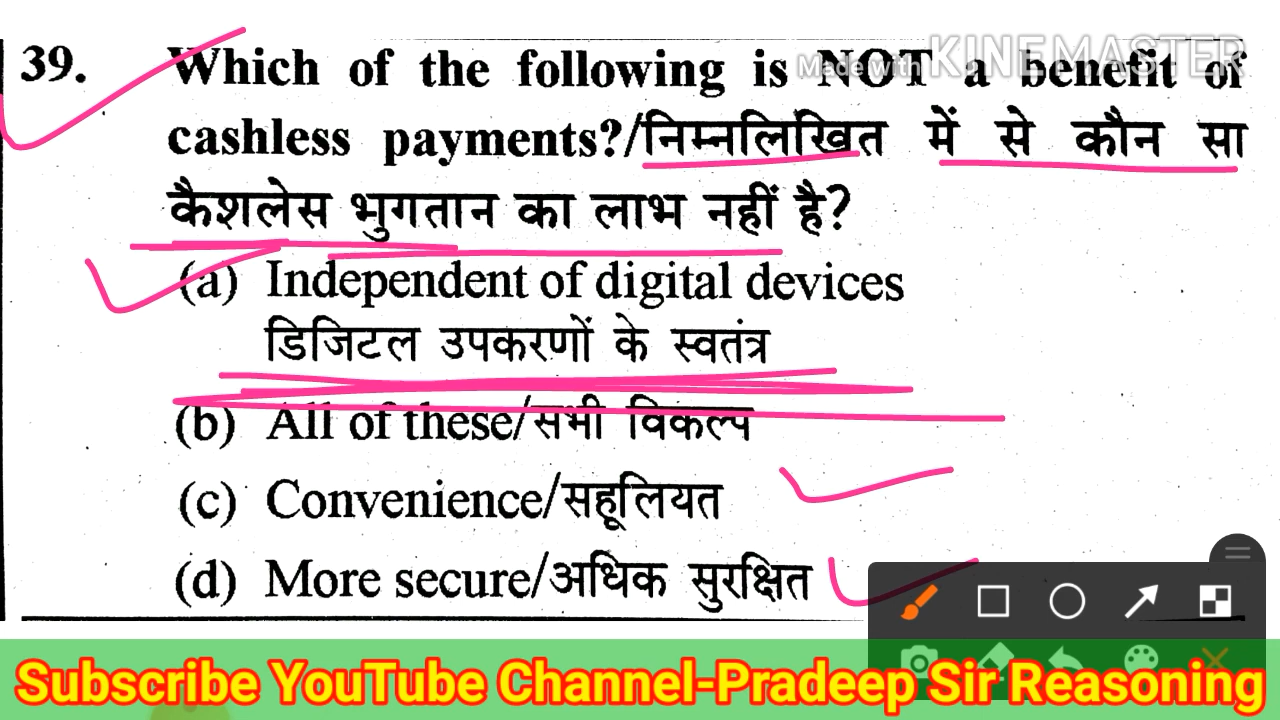 Made with KINEMASTER
39. Which of the following is NOT a benefit of
cashless payments?/निम्नलिखित में से कौन सा
कैशलेस भुगतान का लाभ नहीं है?
(a) Independent of digital devices
डिजिटल उपकरणों के स्वतंत्र
(b) All of these/सभी विकल्प
(c) Convenience/सहूलियत
(d) More secure/अधिक सुरक्षित
Subscribe YouTube Channel-Pradeep Sir Reasoning